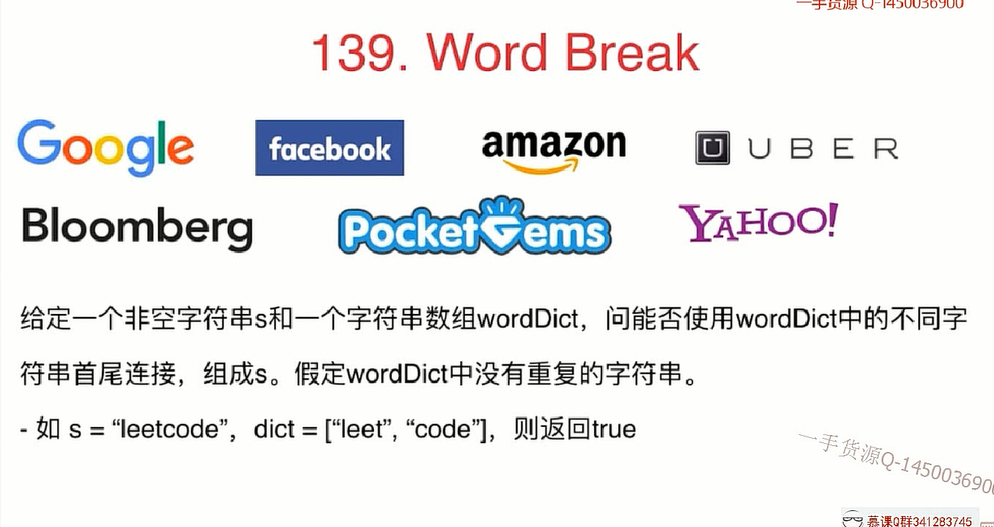 一手货源 Q-1450036900
139. Word Break
Google facebook amazon UBER
Bloomberg PocketGems YAHOO!
给定一个非空字符串s和一个字符串数组wordDict，问能否使用wordDict中的不同字
符串首尾连接，组成s。假定wordDict中没有重复的字符串。
- 如 s = “leetcode”，dict = [“leet”, “code”]，则返回true
一手货源Q-1450036900
慕课Q群341283745